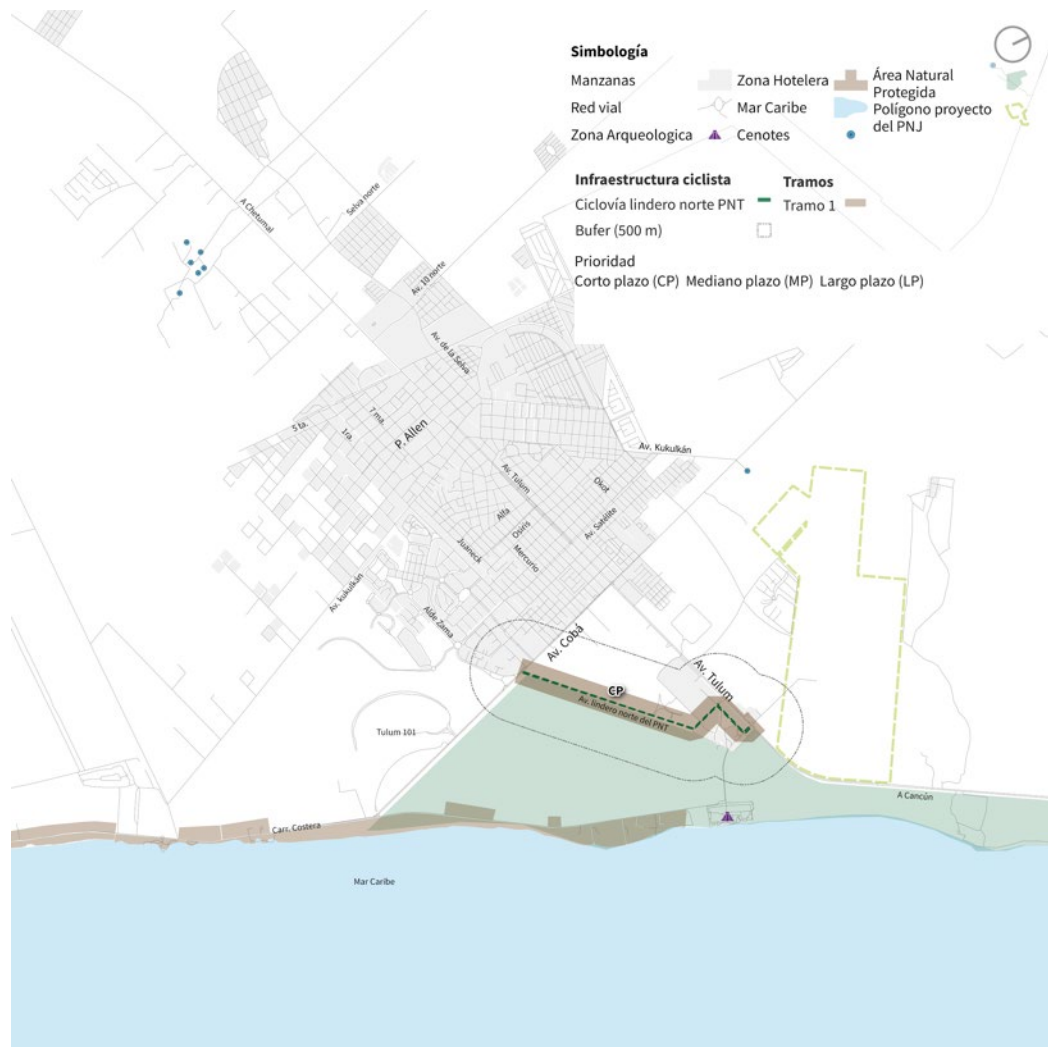 Simbología
Manzanas
Zona Hotelera
Área Natural
Protegida
Red vial
Mar Caribe
Polígono proyecto
del PNJ
Zona Arqueologica
Cenotes
Infraestructura ciclista
Tramos
Ciclovía lindero norte PNT
Tramo 1
Bufer (500 m)
Prioridad
Corto plazo (CP) Mediano plazo (MP) Largo plazo (LP)
A Chetumal
Selva norte
Av. 10 norte
Av. de la Selva
5 ta.
1ra.
7 ma.
P. Allen
Av. Kukulkán
Av. Tulum
Dkot
Alfa
Osiris
Av. Satélite
Juaneck
Mercurio
Av. kukulkán
Alde Zama
Av. Cobá
Av. Tulum
CP
Av. lindero norte del PNT
Tulum 101
A Cancún
Carr. Costera
Mar Caribe